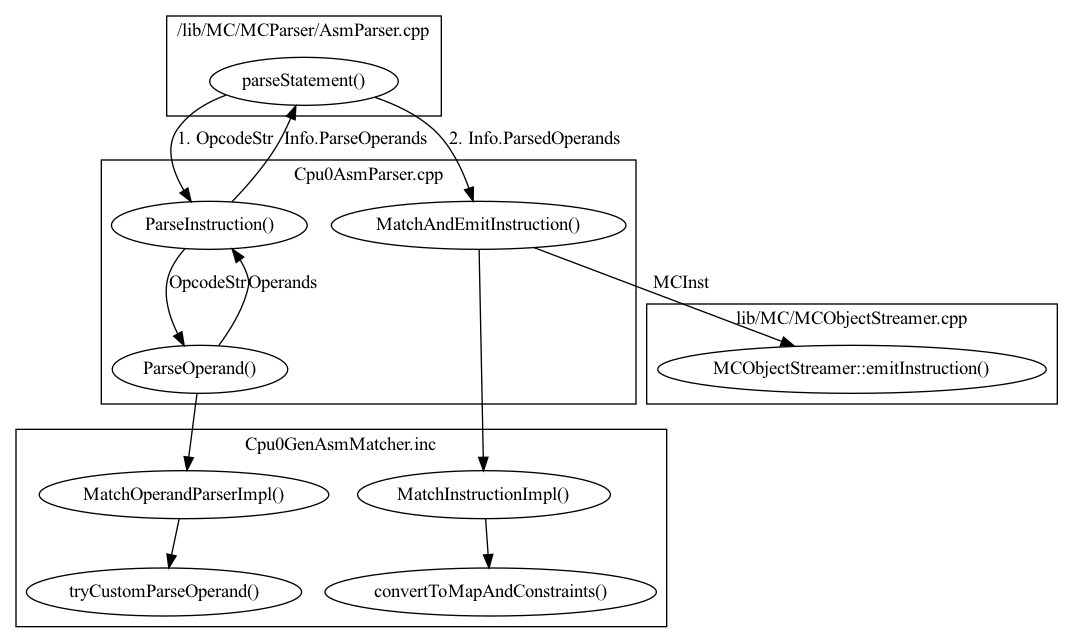 /lib/MC/MCParser/AsmParser.cpp
parseStatement()
1. OpcodeStr
Info.ParseOperands
2. Info.ParsedOperands
Cpu0AsmParser.cpp
ParseInstruction()
MatchAndEmitInstruction()
OpcodeStr
Operands
MCInst
lib/MC/MCObjectStreamer.cpp
ParseOperand()
MCObjectStreamer::emitInstruction()
Cpu0GenAsmMatcher.inc
MatchOperandParserImpl()
MatchInstructionImpl()
tryCustomParseOperand()
convertToMapAndConstraints()